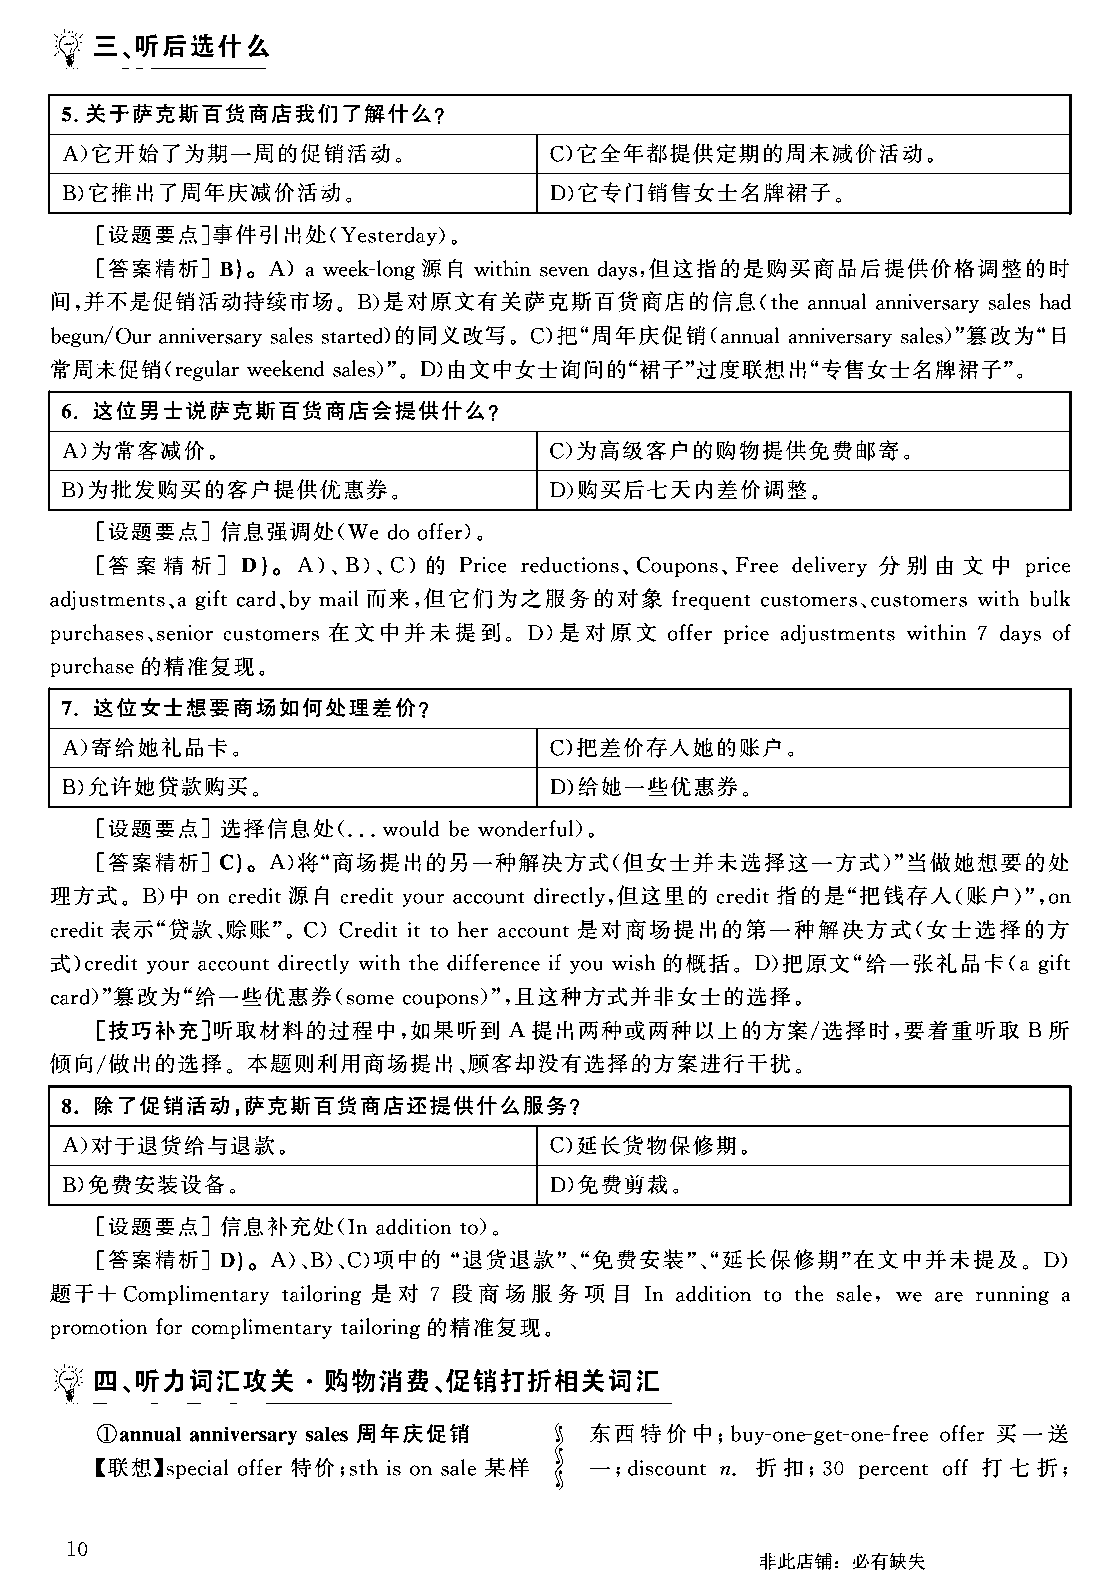 三、听后选什么
5. 关于萨克斯百货商店我们了解什么?
A)它开始了为期一周的促销活动。
C)它全年都提供定期的周末减价活动。
B)它推出了周年庆减价活动。
D)它专门销售女士名牌裙子。
[设题要点]事件引出处(Yesterday)。
[答案精析] B)。A) a week-long 源自 within seven days,但这指的是购买商品后提供价格调整的时
间,并不是促销活动持续市场。B)是对原文有关萨克斯百货商店的信息(the annual anniversary sales had
begun/Our anniversary sales started)的同义改写。C)把“周年庆促销(annual anniversary sales)”篡改为“日
常周末促销(regular weekend sales)”。D)由文中女士询问的“裙子”过度联想出“专售女士名牌裙子”。
6. 这位男士说萨克斯百货商店会提供什么?
A)为常客减价。
C)为高级客户的购物提供免费邮寄。
B)为批发购买的客户提供优惠券。
D)购买后七天内差价调整。
[设题要点] 信息强调处(We do offer)。
[答案精析] D)。A)、B)、C)的 Price reductions、Coupons、Free delivery 分别由文中 price
adjustments、a gift card、by mail 而来,但它们为之服务的对象 frequent customers、customers with bulk
purchases、senior customers 在文中并未提到。D)是对原文 offer price adjustments within 7 days of
purchase 的精准复现。
7. 这位女士想要商场如何处理差价?
A)寄给她礼品卡。
C)把差价存人她的账户。
B)允许她贷款购买。
D)给她一些优惠券。
[设题要点] 选择信息处(...would be wonderful)。
[答案精析] C)。A)将“商场提出的另一种解决方式(但女士并未选择这一方式)”当做她想要的处
理方式。B)中 on credit 源自 credit your account directly,但这里的 credit 指的是“把钱存人(账户)”,on
credit 表示“贷款、赊账”。C) Credit it to her account 是对商场提出的第一种解决方式(女士选择的方
式)credit your account directly with the difference if you wish 的概括。D)把原文“给一张礼品卡(a gift
card)”篡改为“给一些优惠券(some coupons)”,且这种方式并非女士的选择。
[技巧补充]听取材料的过程中,如果听到 A 提出两种或两种以上的方案/选择时,要着重听取 B 所
倾向/做出的选择。本题则利用商场提出、顾客却没有选择的方案进行干扰。
8. 除了促销活动,萨克斯百货商店还提供什么服务?
A)对于退货给与退款。
C)延长货物保修期。
B)免费安装设备。
D)免费剪裁。
[设题要点] 信息补充处(In addition to)。
[答案精析] D)。A)、B)、C)项中的 “退货退款”、“免费安装”、“延长保修期”在文中并未提及。D)
题于十 Complimentary tailoring 是对 7 段商场服务项目 In addition to the sale, we are running a
promotion for complimentary tailoring 的精准复现。
四、听力词汇攻关·购物消费、促销打折相关词汇
①annual anniversary sales 周年庆促销
【联想】special offer 特价;sth is on sale 某样
东西特价中;buy-one-get-one-free offer 买一送
一;discount n. 折扣;30 percent off 打七折;
10
非此店铺：必有缺失